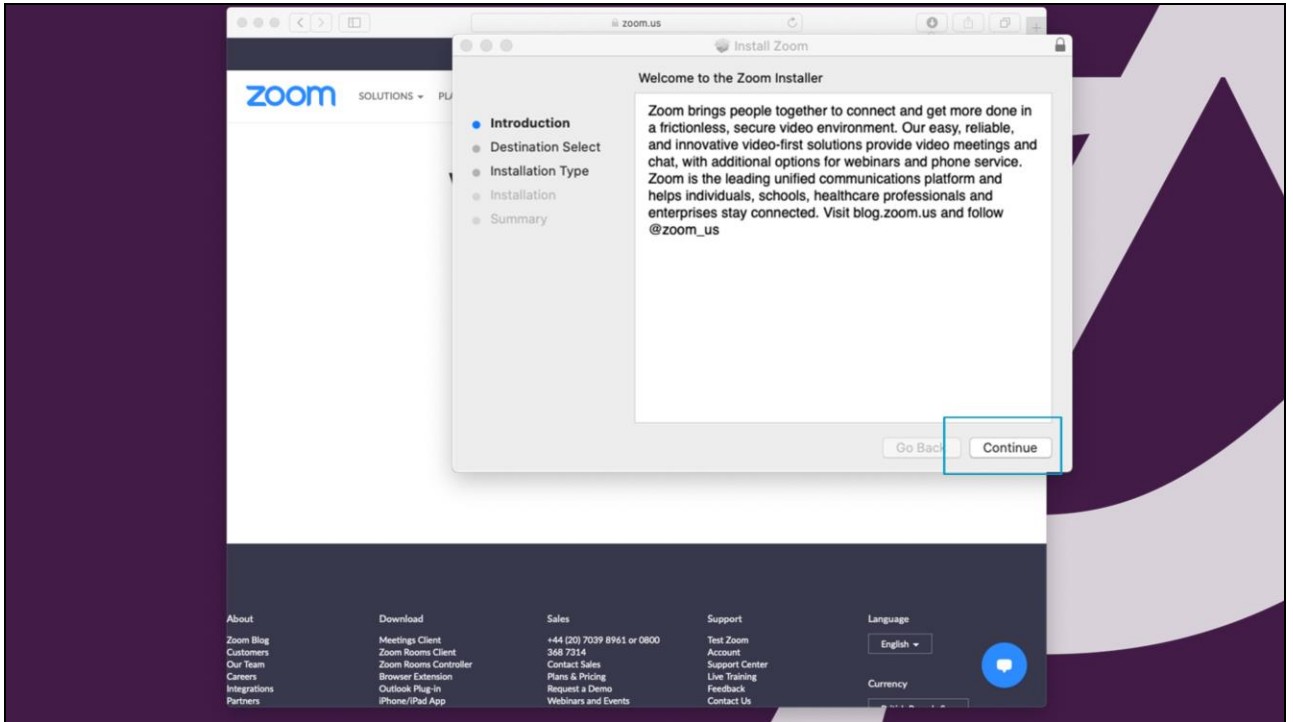 zoom.us
Install Zoom
zoom
SOLUTIONS
Welcome to the Zoom Installer
Introduction
Destination Select
Installation Type
Installation
Summary
Zoom brings people together to connect and get more done in
a frictionless, secure video environment. Our easy, reliable,
and innovative video-first solutions provide video meetings and
chat, with additional options for webinars and phone service.
Zoom is the leading unified communications platform and
helps individuals, schools, healthcare professionals and
enterprises stay connected. Visit blog.zoom.us and follow
@zoom_us
Go Back
Continue
About
Zoom Blog
Customers
Our Team
Careers
Integrations
Partners
Download
Meetings Client
Zoom Rooms Client
Zoom Rooms Controller
Browser Extension
Outlook Plug-in
iPhone/iPad App
Sales
+44 (20) 7039 8961 or 0800
368 7314
Contact Sales
Plans & Pricing
Request a Demo
Webinars and Events
Support
Test Zoom
Account
Support Center
Live Training
Feedback
Contact Us
Language
English
Currency